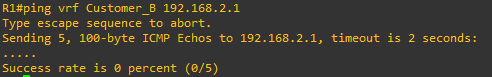 R1#ping vrf Customer_B 192.168.2.1
Type escape sequence to abort.
Sending 5, 100-byte ICMP Echos to 192.168.2.1, timeout is 2 seconds:
.....
Success rate is 0 percent (0/5)